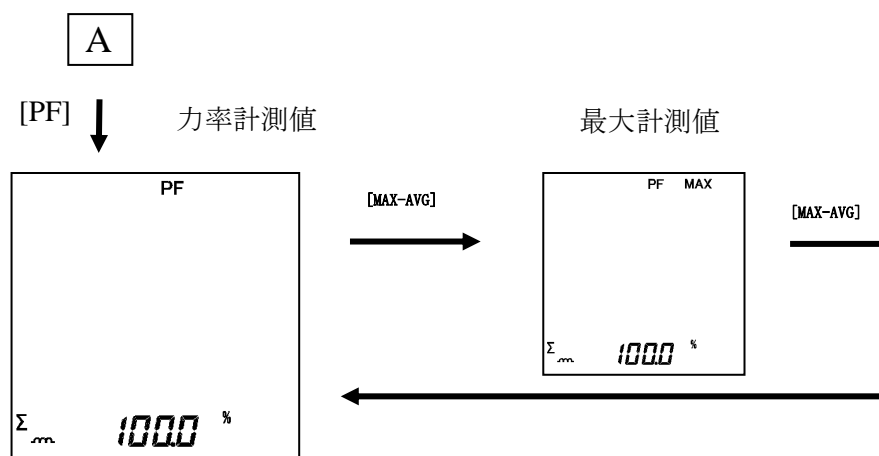 A
[PF]
力率計測値
最大計測値
PF
[MAX-AVG]
PF MAX
[MAX-AVG]
Σ 100.0 %
Σ 100.0 %